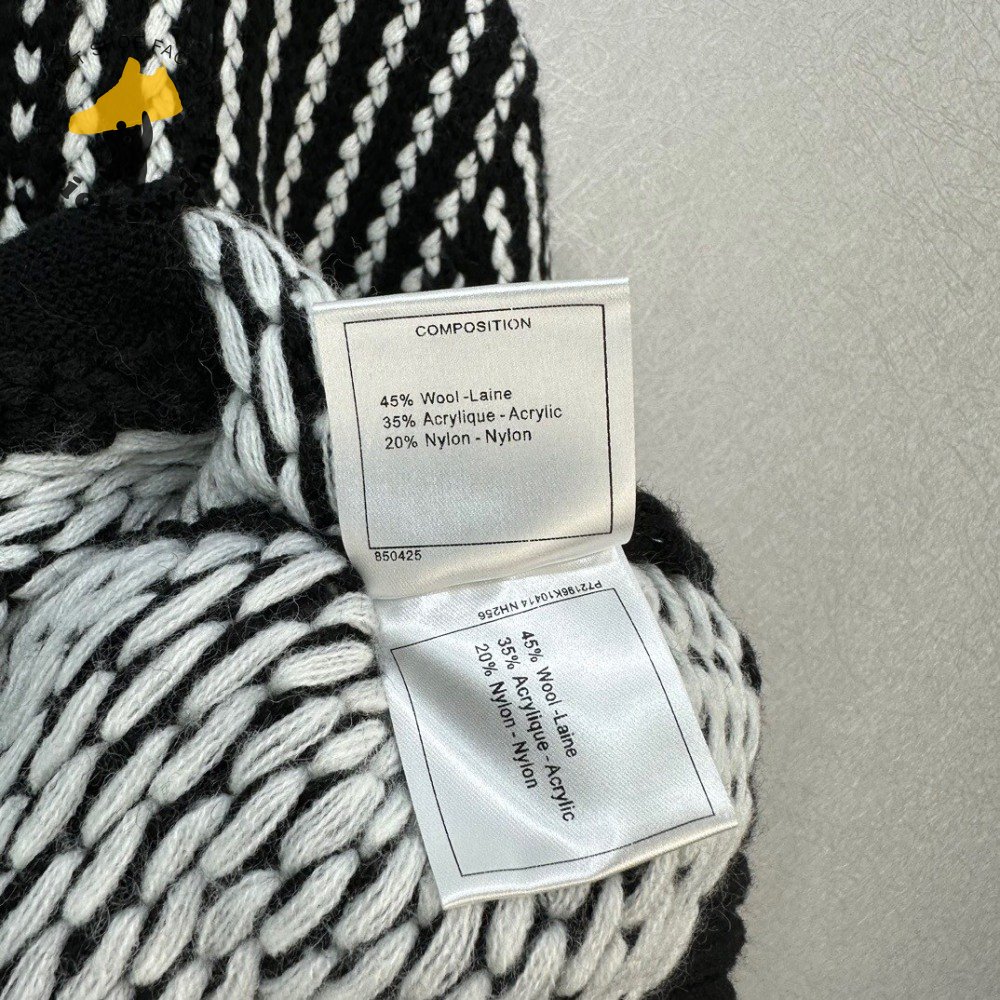 COMPOSITION
45% Wool-Laine
35% Acrylique - Acrylic
20% Nylon - Nylon
850425
P72196K10414 NH256
45% Wool-Laine
35% Acrylique - Acrylic
20% Nylon - Nylon